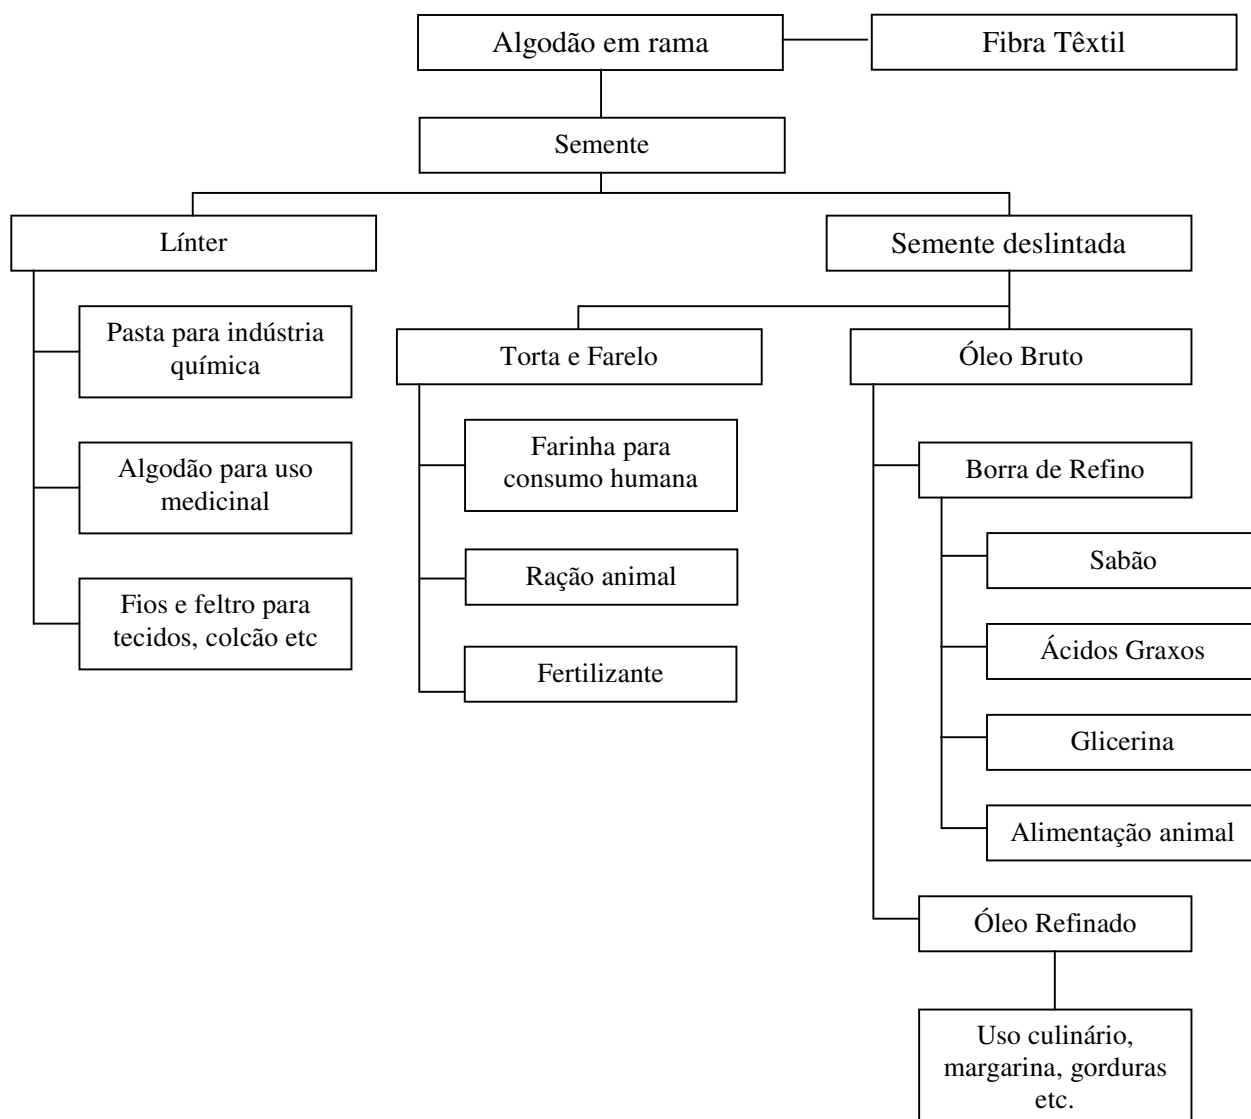 Algodão em rama
Fibra Têxtil
Semente
Línter
Semente deslintada
Pasta para indústria
química
Algodão para uso
medicinal
Fios e feltro para
tecidos, colcão etc
Torta e Farelo
Farinha para
consumo humana
Ração animal
Fertilizante
Óleo Bruto
Borra de Refino
Sabão
Ácidos Graxos
Glicerina
Alimentação animal
Óleo Refinado
Uso culinário,
margarina, gorduras
etc.